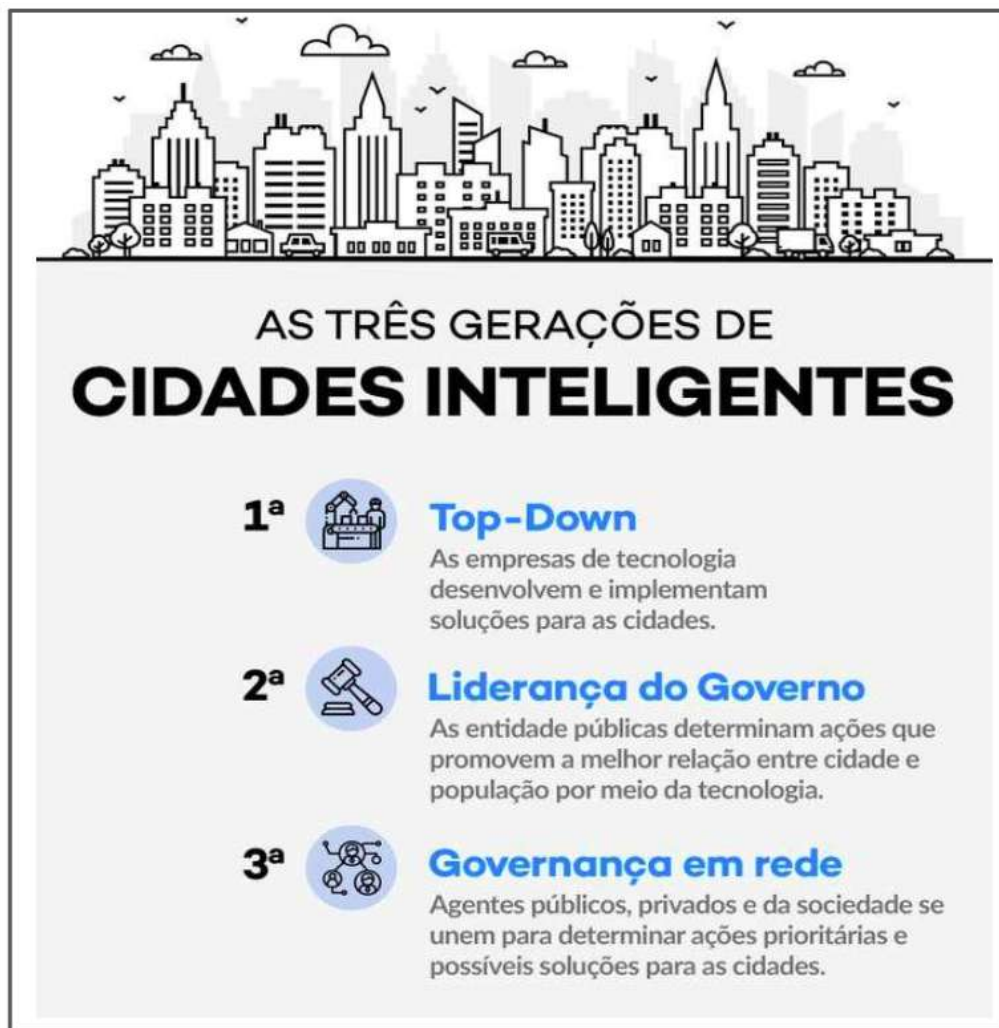 AS TRÊS GERAÇÕES DE
CIDADES INTELIGENTES
1ª
Top-Down
As empresas de tecnologia
desenvolvem e implementam
soluções para as cidades.
2ª
Liderança do Governo
As entidade públicas determinam ações que
promovem a melhor relação entre cidade e
população por meio da tecnologia.
3ª
Governança em rede
Agentes públicos, privados e da sociedade se
unem para determinar ações prioritárias e
possíveis soluções para as cidades.